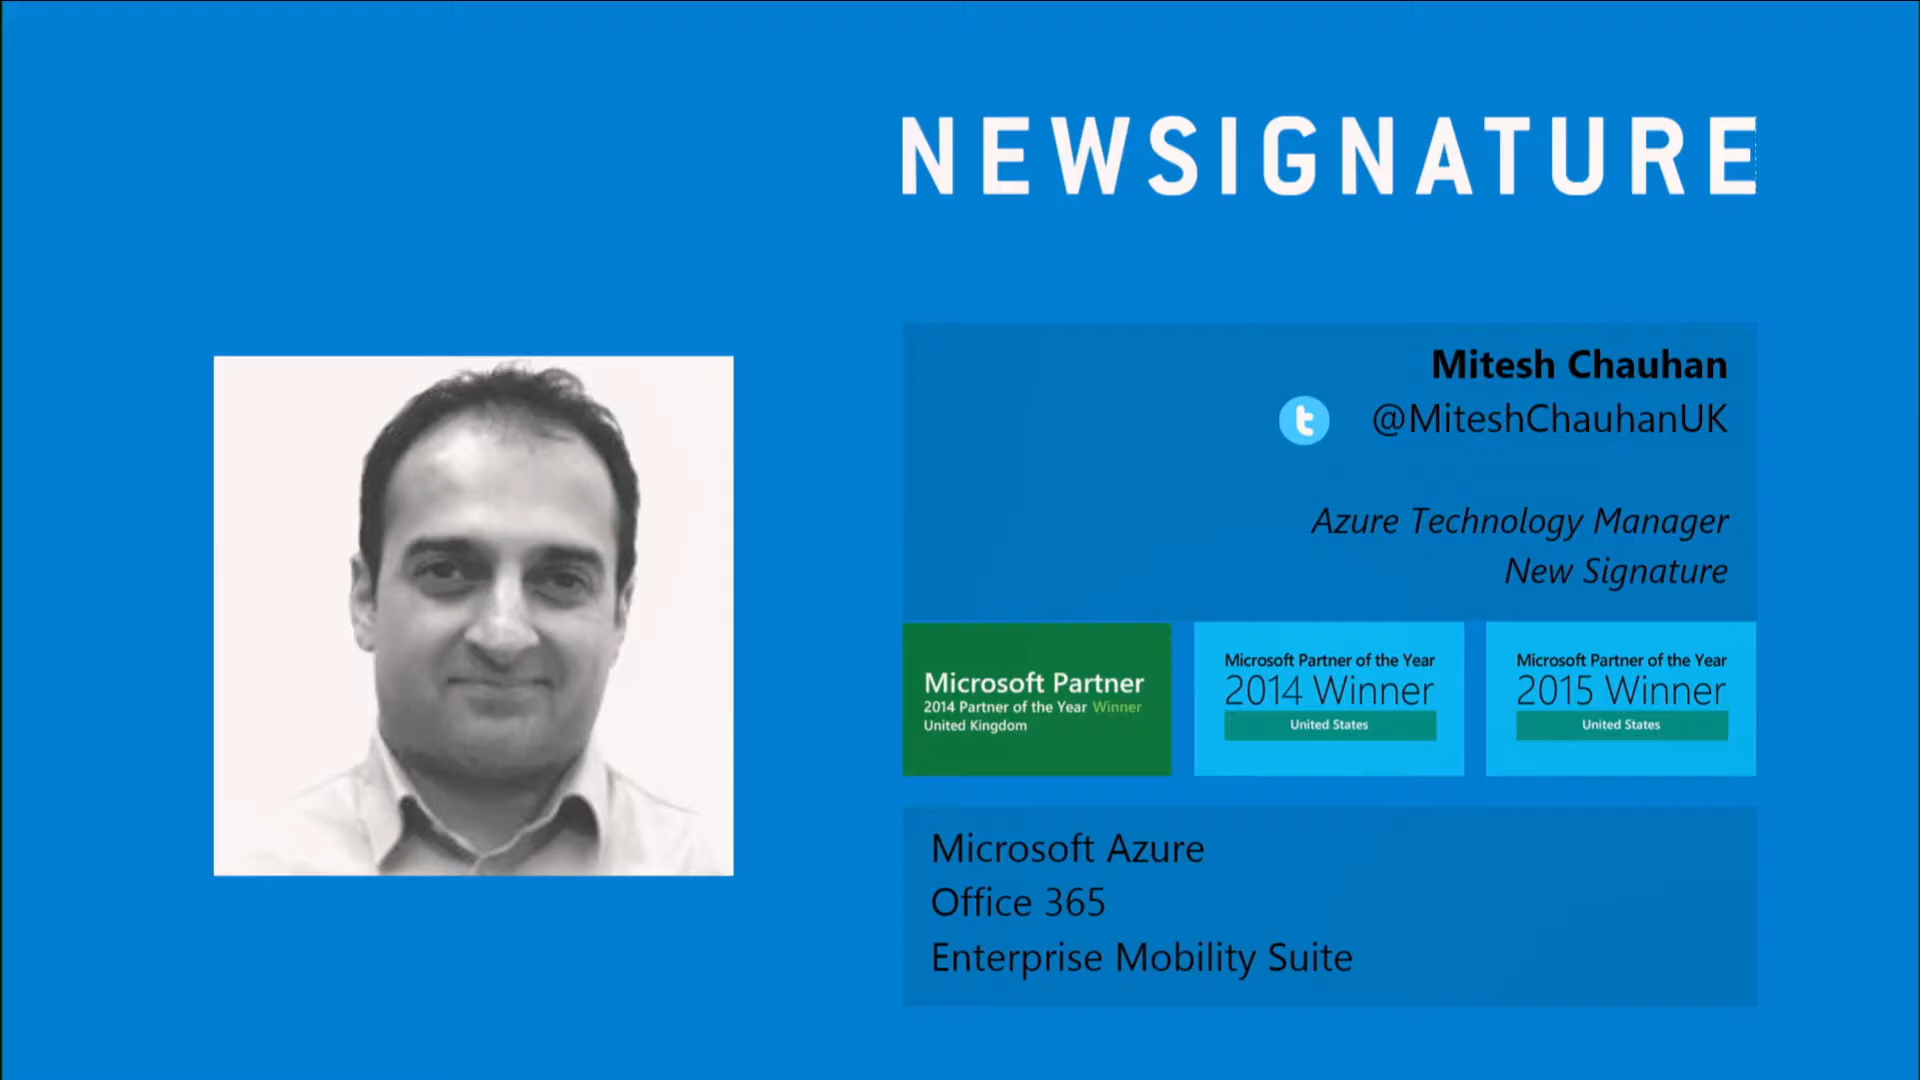 NEWSIGNATURE
Mitesh Chauhan
@MiteshChauhanUK
Azure Technology Manager
New Signature
Microsoft Partner
2014 Partner of the Year Winner
United Kingdom
Microsoft Partner of the Year
2014 Winner
United States
Microsoft Partner of the Year
2015 Winner
United States
Microsoft Azure
Office 365
Enterprise Mobility Suite